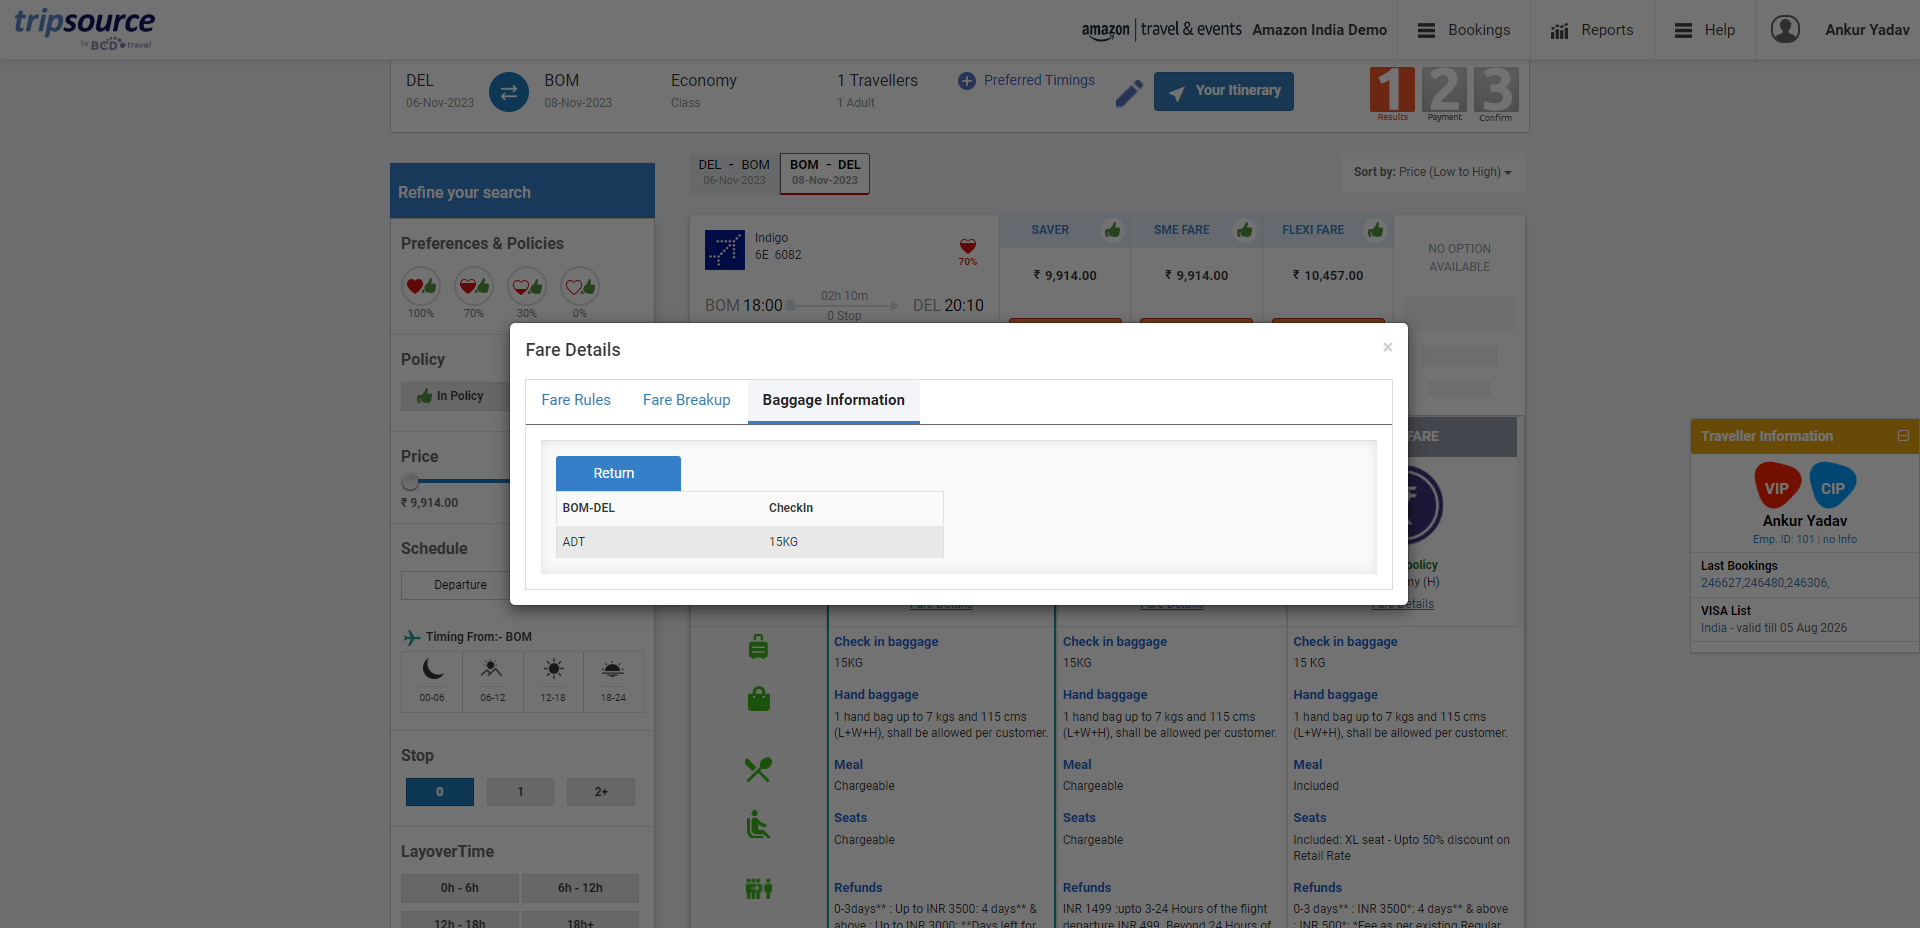 tripsource
by BCD travel
amazon travel & events
Amazon India Demo
Bookings
Reports
Help
Ankur Yadav
DEL
06-Nov-2023
BOM
08-Nov-2023
Economy
Class
1 Travellers
1 Adult
Preferred Timings
Your Itinerary
1 2 3
Results Payment Confirm
Refine your search
Preferences & Policies
100% 70% 30% 0%
Policy
In Policy
Price
₹ 9,914.00
Schedule
Departure
Timing From:- BOM
00-06 06-12 12-18 18-24
Stop
0 1 2+
LayoverTime
0h - 6h 6h - 12h
12h - 18h 18h+
DEL - BOM
06-Nov-2023
BOM - DEL
08-Nov-2023
Sort by: Price (Low to High)
Indigo
6E 6082
70%
BOM 18:00
02h 10m
0 Stop
DEL 20:10
SAVER
SME FARE
FLEXI FARE
₹ 9,914.00
₹ 9,914.00
₹ 10,457.00
NO OPTION
AVAILABLE
Fare Details
×
Fare Rules
Fare Breakup
Baggage Information
Return
BOM-DEL CheckIn
ADT 15KG
FARE
policy
my (H)
Fare Details
Fare Details
Fare Details
Check in baggage
15KG
Hand baggage
1 hand bag up to 7 kgs and 115 cms
(L+W+H), shall be allowed per customer.
Meal
Chargeable
Seats
Chargeable
Refunds
0-3days** : Up to INR 3500: 4 days** &
above : Up to INR 3000: **Days left for
Check in baggage
15KG
Hand baggage
1 hand bag up to 7 kgs and 115 cms
(L+W+H), shall be allowed per customer.
Meal
Chargeable
Seats
Chargeable
Refunds
INR 1499 :upto 3-24 Hours of the flight
departure INR 499, Beyond 24 Hours of
Check in baggage
15 KG
Hand baggage
1 hand bag up to 7 kgs and 115 cms
(L+W+H), shall be allowed per customer.
Meal
Included
Seats
Included: XL seat - Upto 50% discount on
Retail Rate
Refunds
0-3 days** : INR 3500*: 4 days** & above
: INR 500*: *Fee as per existing Regular
Traveller Information
VIP CIP
Ankur Yadav
Emp. ID: 101 | no Info
Last Bookings
246627,246480,246306,
VISA List
India - valid till 05 Aug 2026